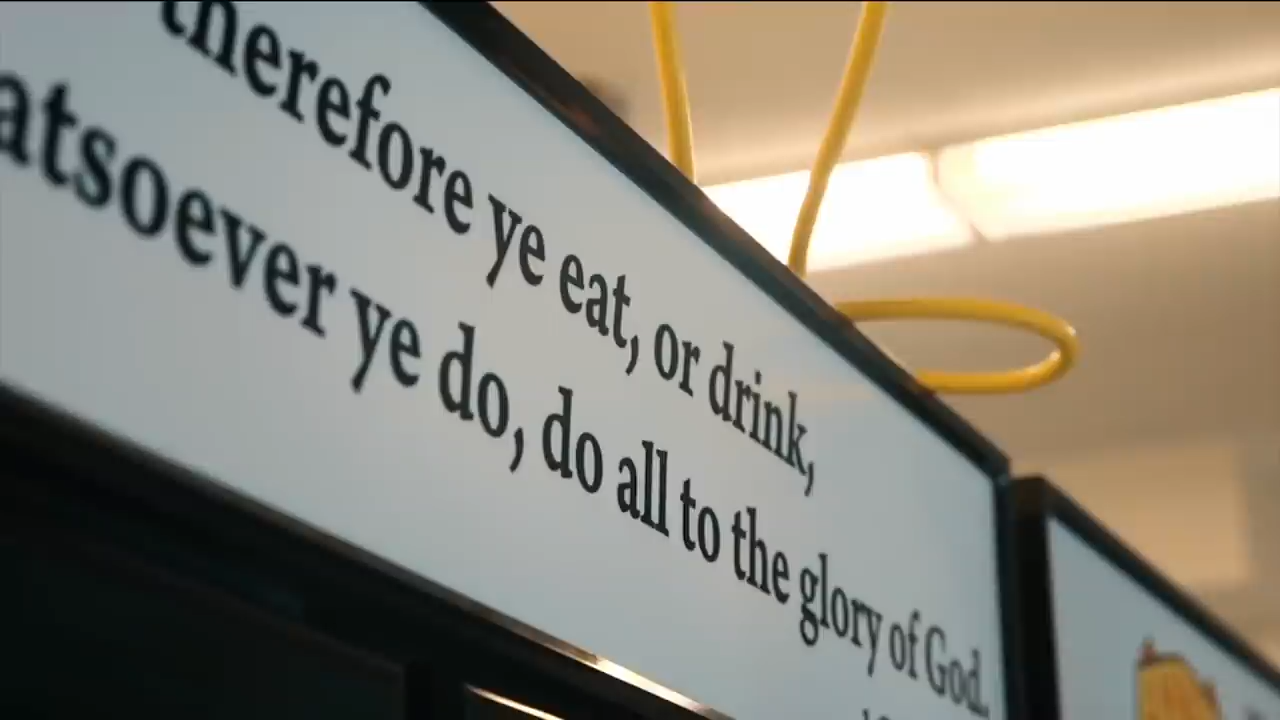 therefore ye eat, or drink,
atsoever ye do, do all to the glory of God.